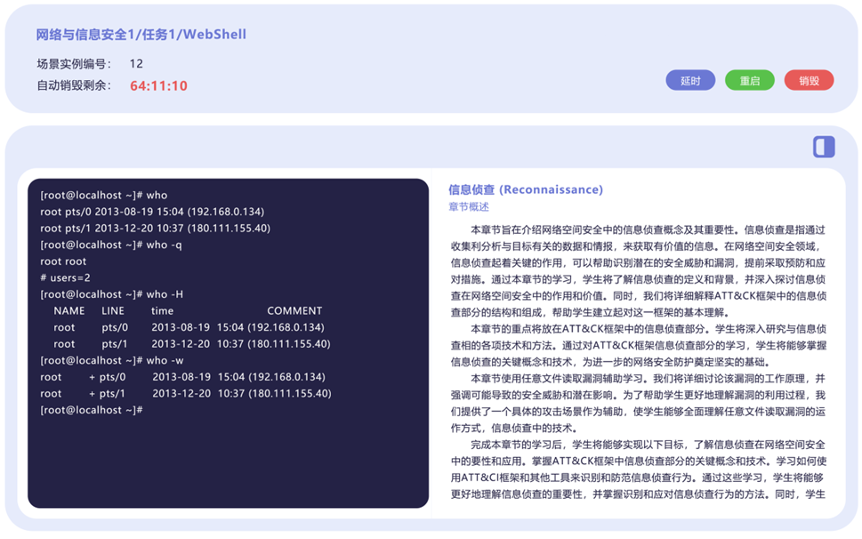 网络与信息安全1/任务1/WebShell
场景实例编号： 12
自动销毁剩余： 64:11:10
延时 重启 销毁
[root@localhost ~]# who
root pts/0 2013-08-19 15:04 (192.168.0.134)
root pts/1 2013-12-20 10:37 (180.111.155.40)
[root@localhost ~]# who -q
root root
# users=2
[root@localhost ~]# who -H
NAME LINE time COMMENT
root pts/0 2013-08-19 15:04 (192.168.0.134)
root pts/1 2013-12-20 10:37 (180.111.155.40)
[root@localhost ~]# who -w
root + pts/0 2013-08-19 15:04 (192.168.0.134)
root + pts/1 2013-12-20 10:37 (180.111.155.40)
[root@localhost ~]#
信息侦查 (Reconnaissance)
章节概述
本章节旨在介绍网络空间安全中的信息侦查概念及其重要性。信息侦查是指通过
收集利分析与目标有关的数据和情报，来获取有价值的信息。在网络空间安全领域，
信息侦查起着关键的作用，可以帮助识别潜在的安全威胁和漏洞，提前采取预防和应
对措施。通过本章节的学习，学生将了解信息侦查的定义和背景，并深入探讨信息侦
查在网络空间安全中的作用和价值。同时，我们将详细解释ATT&CK框架中的信息侦
查部分的结构和组成，帮助学生建立起对这一框架的基本理解。
本章节的重点将放在ATT&CK框架中的信息侦查部分。学生将深入研究与信息侦
查相的各项技术和方法。通过对ATT&CK框架信息侦查部分的学习，学生将能够掌握
信息侦查的关键概念和技术，为进一步的网络安全防护奠定坚实的基础。
本章节使用任意文件读取漏洞辅助学习。我们将详细讨论该漏洞的工作原理，并
强调可能导致的安全威胁和潜在影响。为了帮助学生更好地理解漏洞的利用过程，我
们提供了一个具体的攻击场景作为辅助，使学生能够全面理解任意文件读取漏洞的运
作方式，信息侦查中的技术。
完成本章节的学习后，学生将能够实现以下目标，了解信息侦查在网络空间安全
中的要性和应用。掌握ATT&CK框架中信息侦查部分的关键概念和技术。学习如何使
用ATT&CI框架和其他工具来识别和防范信息侦查行为。通过这些学习，学生将能够
更好地理解信息侦查的重要性，并掌握识别和应对信息侦查行为的方法。同时，学生